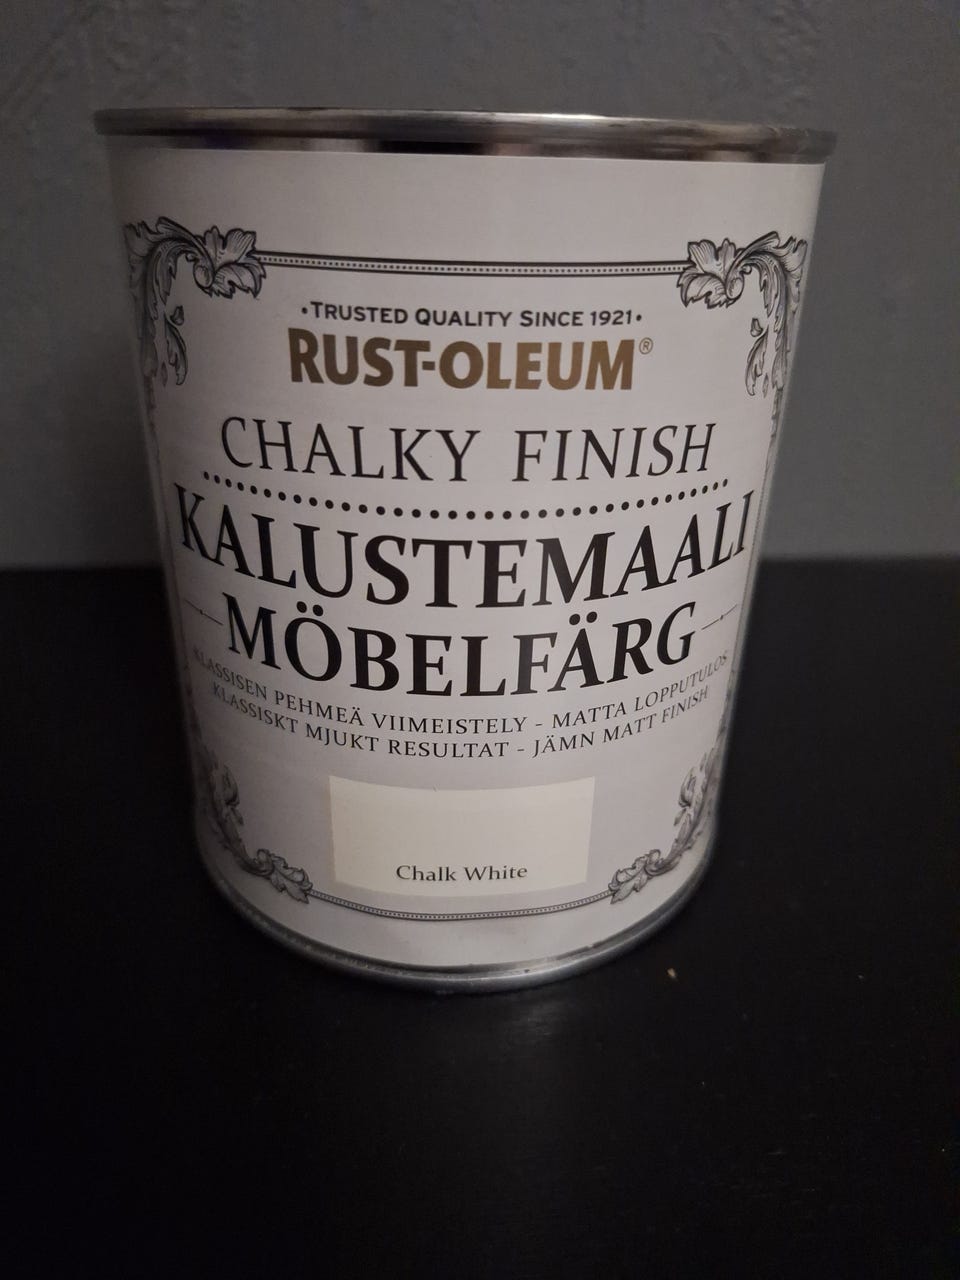 ·TRUSTED QUALITY SINCE 1921·
RUST-OLEUM®
CHALKY FINISH
KALUSTEMAALI
MÖBELFÄRG
KLASSISEN PEHMEÄ VIIMEISTELY - MATTA LOPPUTULOS
KLASSISKT MJUKT RESULTAT - JÄMN MATT FINISH
Chalk White